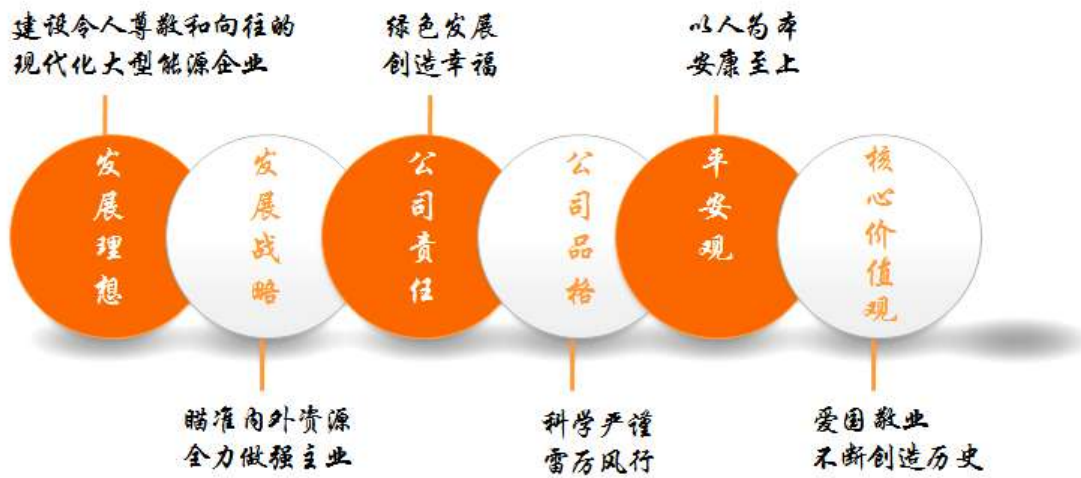 建设令人尊敬和向往的
现代化大型能源企业
绿色发展
创造幸福
以人为本
安康至上
发展理想
发展战略
公司责任
公司品格
平安观
核心价值观
瞄准内外资源
全力做强主业
科学严谨
雷厉风行
爱国敬业
不断创造历史